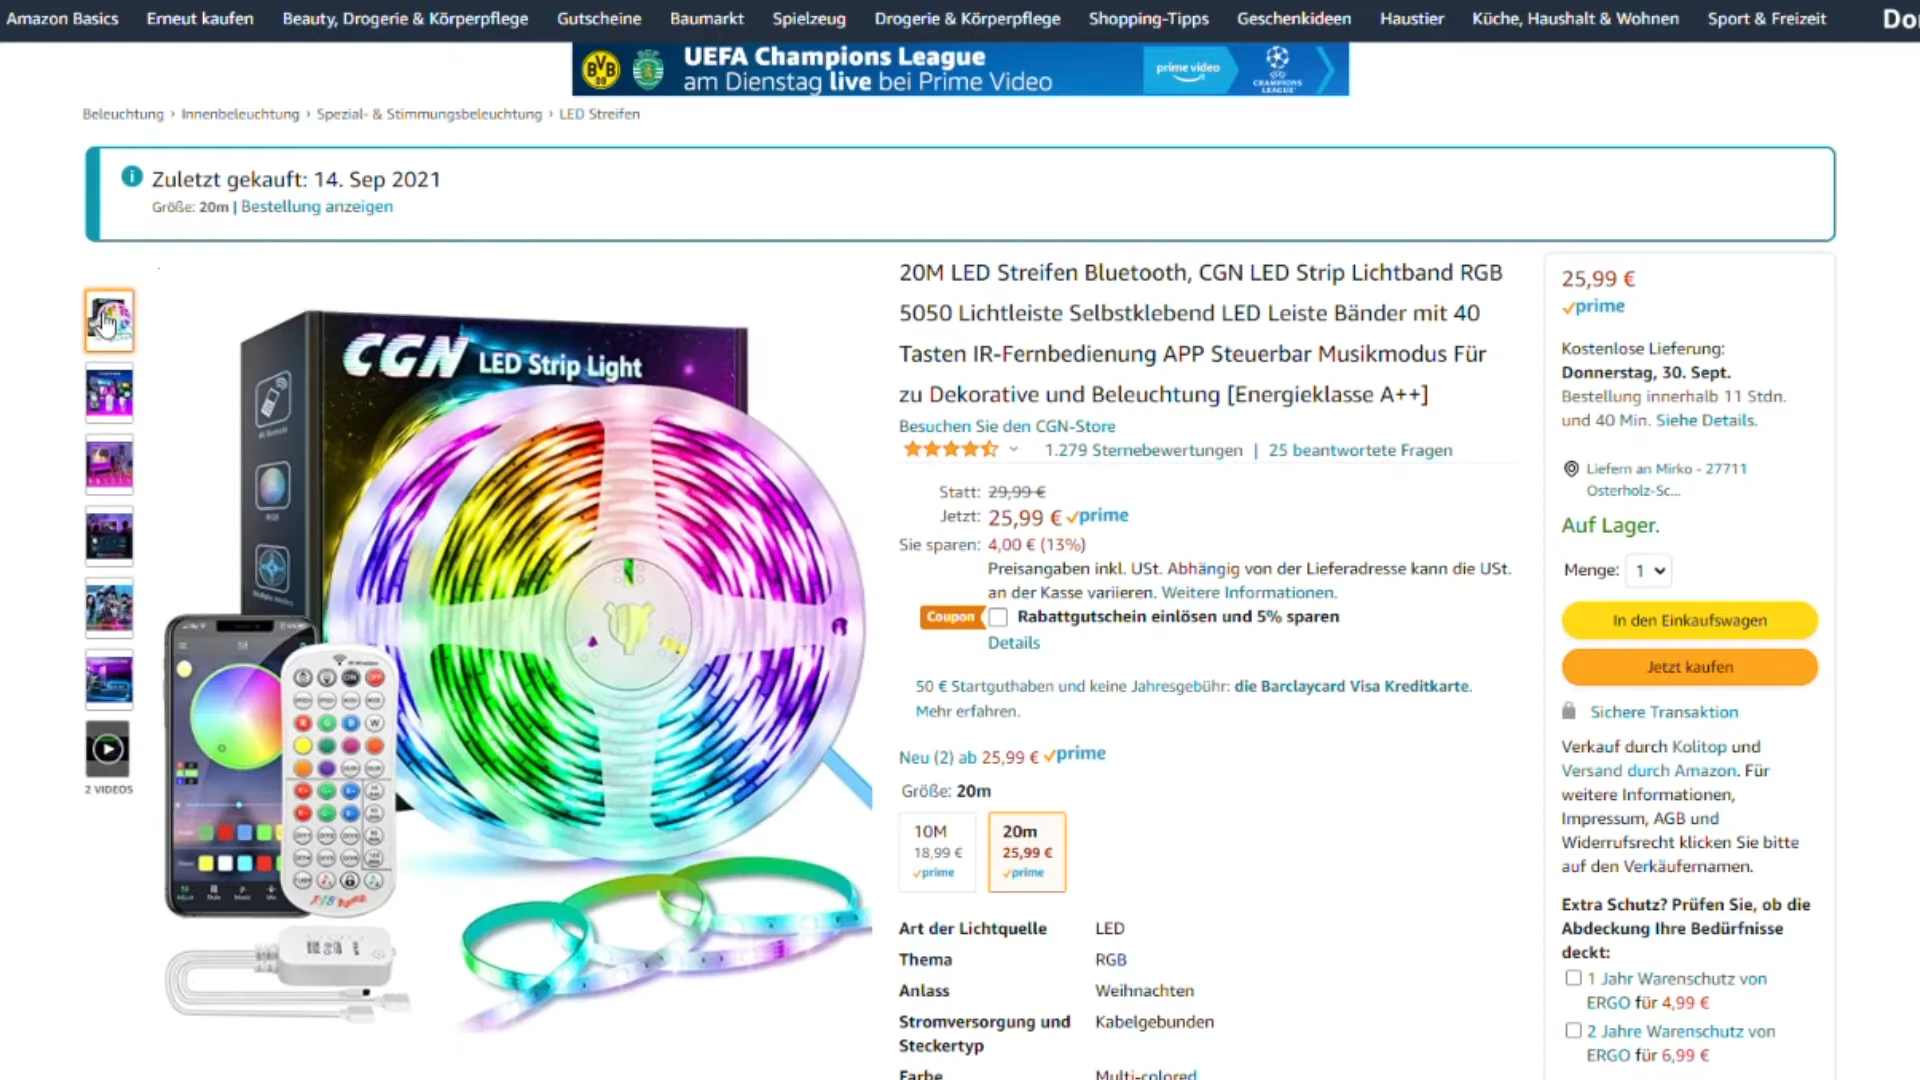 Amazon Basics Erneut kaufen Beauty, Drogerie & Körperpflege Gutscheine Baumarkt Spielzeug Drogerie & Körperpflege Shopping-Tipps Geschenkideen Haustier Küche, Haushalt & Wohnen Sport & Freizeit
BVB
09
UEFA Champions League
am Dienstag live bei Prime Video
prime video
CHAMPIONS
LEAGUE
Beleuchtung › Innenbeleuchtung › Spezial- & Stimmungsbeleuchtung › LED Streifen
Zuletzt gekauft: 14. Sep 2021
Größe: 20m | Bestellung anzeigen
2 VIDEOS
CGN LED Strip Light
RGB
ON OFF
R G B W
20M LED Streifen Bluetooth, CGN LED Strip Lichtband RGB
5050 Lichtleiste Selbstklebend LED Leiste Bänder mit 40
Tasten IR-Fernbedienung APP Steuerbar Musikmodus Für
zu Dekorative und Beleuchtung [Energieklasse A++]
Besuchen Sie den CGN-Store
1.279 Sternebewertungen | 25 beantwortete Fragen
Statt: 29,99 €
Jetzt: 25,99 € prime
Sie sparen: 4,00 € (13%)
Preisangaben inkl. USt. Abhängig von der Lieferadresse kann die USt.
an der Kasse variieren. Weitere Informationen.
Coupon Rabattgutschein einlösen und 5% sparen
Details
50 € Startguthaben und keine Jahresgebühr: die Barclaycard Visa Kreditkarte.
Mehr erfahren.
Neu (2) ab 25,99 € prime
Größe: 20m
10M
18,99 €
prime
20m
25,99 €
prime
Art der Lichtquelle LED
Thema RGB
Anlass Weihnachten
Stromversorgung und Kabelgebunden
Steckertyp
Farbe Multi-colored
25,99 €
prime
Kostenlose Lieferung:
Donnerstag, 30. Sept.
Bestellung innerhalb 11 Stdn.
und 40 Min. Siehe Details.
Liefern an Mirko - 27711
Osterholz-Sc...
Auf Lager.
Menge: 1
In den Einkaufswagen
Jetzt kaufen
Sichere Transaktion
Verkauf durch Kolitop und
Versand durch Amazon. Für
weitere Informationen,
Impressum, AGB und
Widerrufsrecht klicken Sie bitte
auf den Verkäufernamen.
Extra Schutz? Prüfen Sie, ob die
Abdeckung Ihre Bedürfnisse
deckt:
1 Jahr Warenschutz von
ERGO für 4,99 €
2 Jahre Warenschutz von
ERGO für 6,99 €